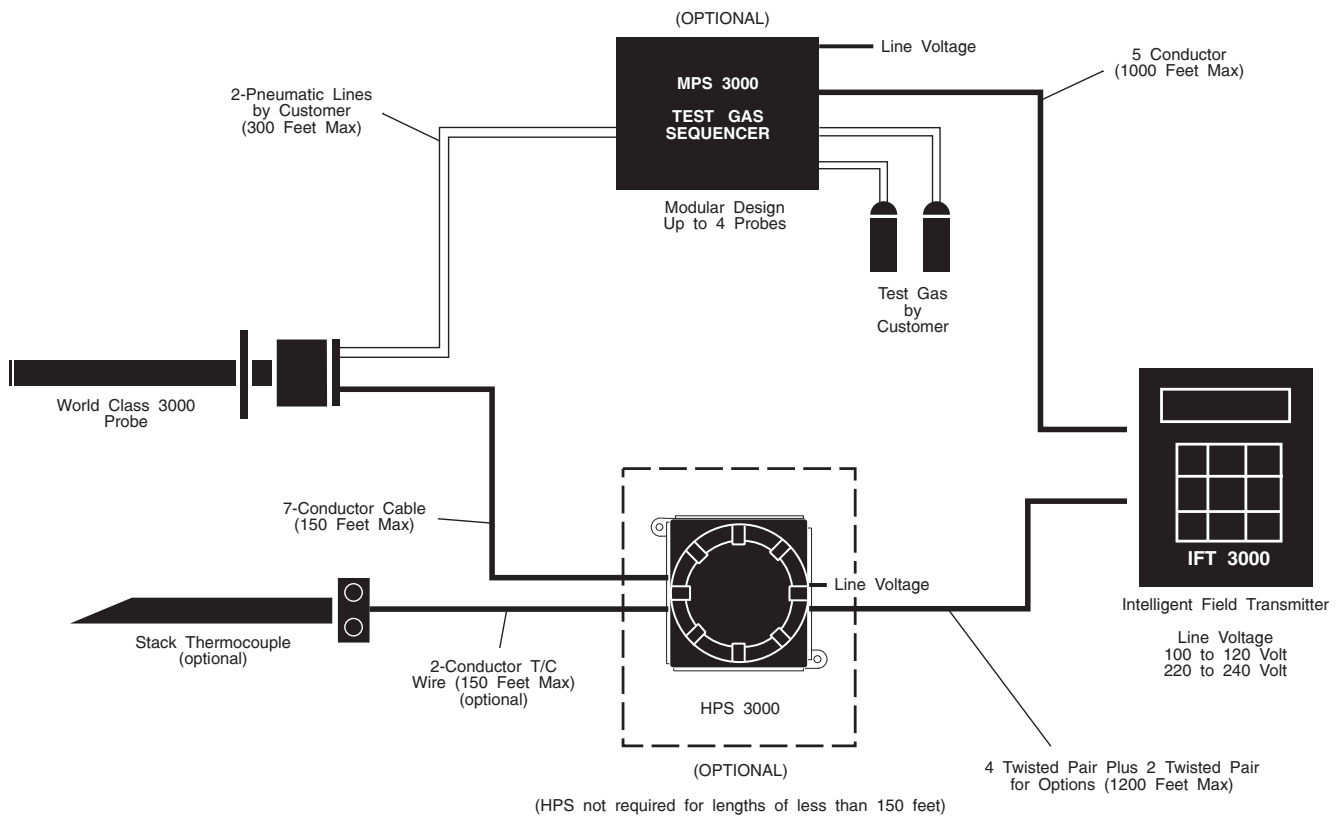 (OPTIONAL)
Line Voltage
5 Conductor
(1000 Feet Max)
2-Pneumatic Lines
by Customer
(300 Feet Max)
MPS 3000
TEST GAS
SEQUENCER
Modular Design
Up to 4 Probes
Test Gas
by
Customer
World Class 3000
Probe
7-Conductor Cable
(150 Feet Max)
Line Voltage
IFT 3000
Intelligent Field Transmitter
Line Voltage
100 to 120 Volt
220 to 240 Volt
Stack Thermocouple
(optional)
2-Conductor T/C
Wire (150 Feet Max)
(optional)
HPS 3000
(OPTIONAL)
4 Twisted Pair Plus 2 Twisted Pair
for Options (1200 Feet Max)
(HPS not required for lengths of less than 150 feet)